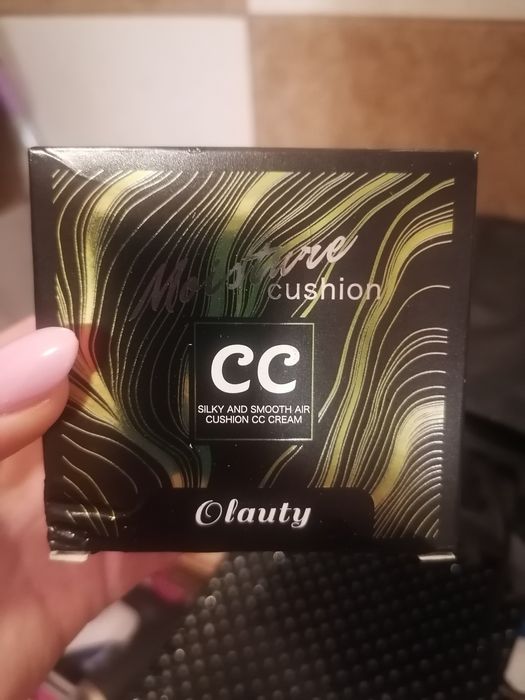 Moisture
cushion
CC
SILKY AND SMOOTH AIR
CUSHION CC CREAM
Olauty